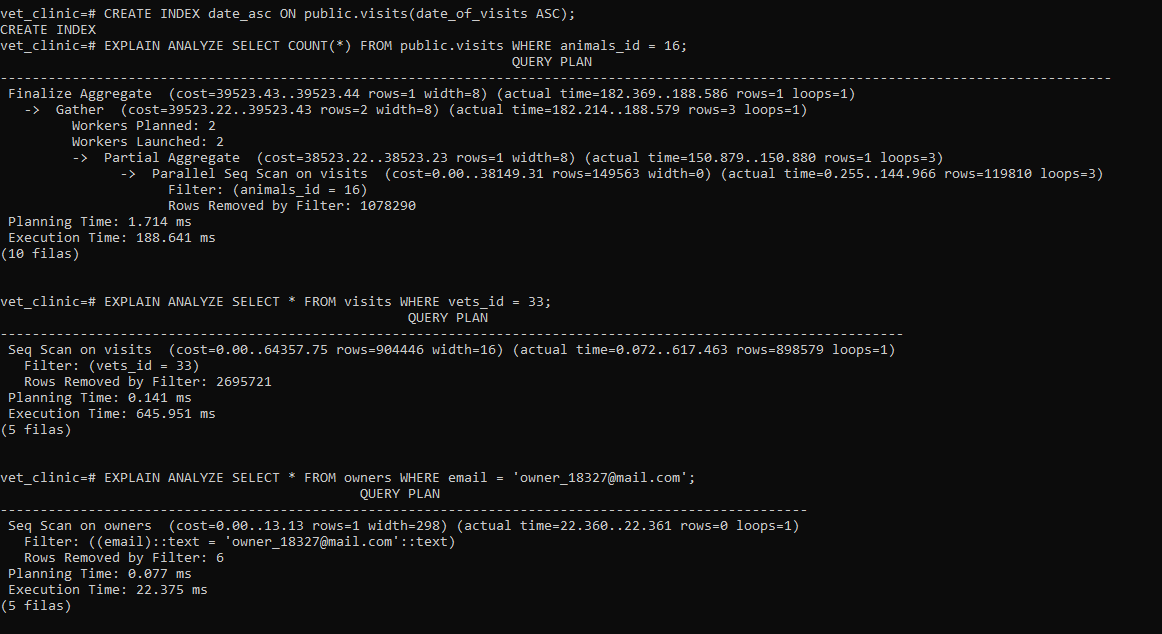 vet_clinic=# CREATE INDEX date_asc ON public.visits(date_of_visits ASC);
CREATE INDEX
vet_clinic=# EXPLAIN ANALYZE SELECT COUNT(*) FROM public.visits WHERE animals_id = 16;
QUERY PLAN
-------------------------------------------------------------------------------------------------------------------------------------------
Finalize Aggregate  (cost=39523.43..39523.44 rows=1 width=8) (actual time=182.369..188.586 rows=1 loops=1)
->  Gather  (cost=39523.22..39523.43 rows=2 width=8) (actual time=182.214..188.579 rows=3 loops=1)
Workers Planned: 2
Workers Launched: 2
->  Partial Aggregate  (cost=38523.22..38523.23 rows=1 width=8) (actual time=150.879..150.880 rows=1 loops=3)
->  Parallel Seq Scan on visits  (cost=0.00..38149.31 rows=149563 width=0) (actual time=0.255..144.966 rows=119810 loops=3)
Filter: (animals_id = 16)
Rows Removed by Filter: 1078290
Planning Time: 1.714 ms
Execution Time: 188.641 ms
(10 filas)
vet_clinic=# EXPLAIN ANALYZE SELECT * FROM visits WHERE vets_id = 33;
QUERY PLAN
-----------------------------------------------------------------------------------------------------------------
Seq Scan on visits  (cost=0.00..64357.75 rows=904446 width=16) (actual time=0.072..617.463 rows=898579 loops=1)
Filter: (vets_id = 33)
Rows Removed by Filter: 2695721
Planning Time: 0.141 ms
Execution Time: 645.951 ms
(5 filas)
vet_clinic=# EXPLAIN ANALYZE SELECT * FROM owners WHERE email = 'owner_18327@mail.com';
QUERY PLAN
-----------------------------------------------------------------------------------------------------
Seq Scan on owners  (cost=0.00..13.13 rows=1 width=298) (actual time=22.360..22.361 rows=0 loops=1)
Filter: ((email)::text = 'owner_18327@mail.com'::text)
Rows Removed by Filter: 6
Planning Time: 0.077 ms
Execution Time: 22.375 ms
(5 filas)